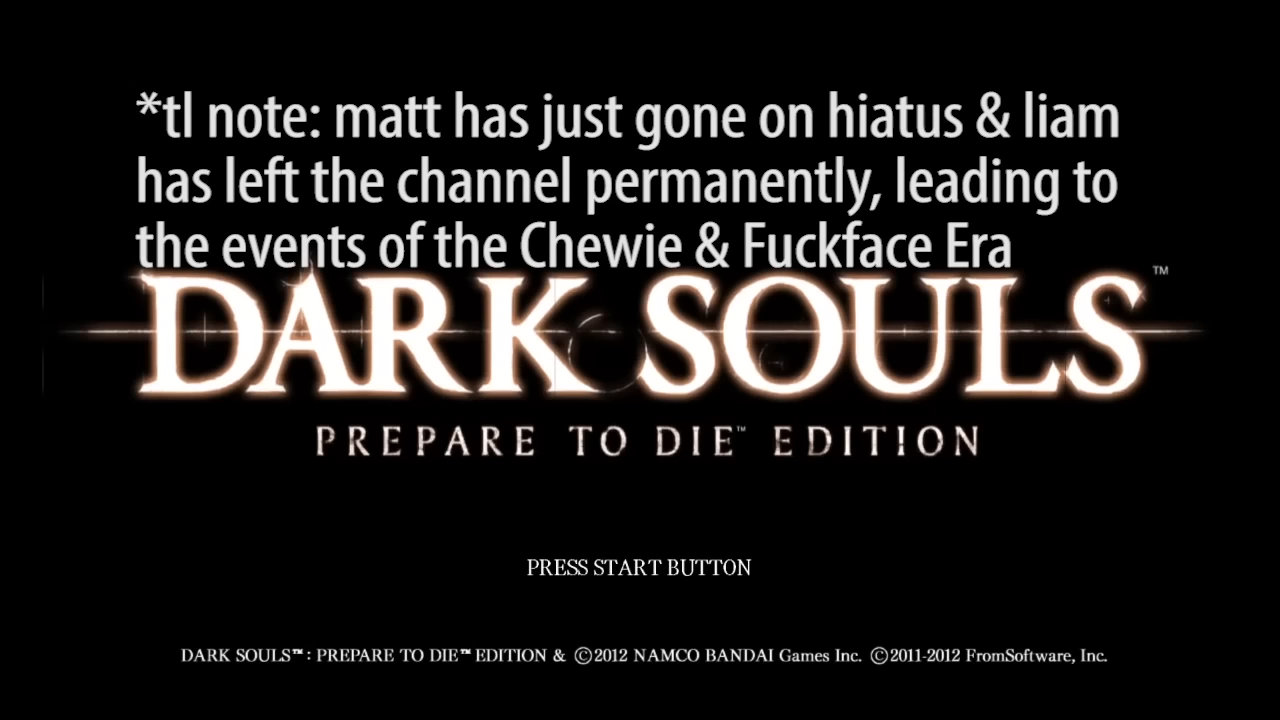 *tl note: matt has just gone on hiatus & liam
has left the channel permanently, leading to
the events of the Chewie & Fuckface Era
DARK SOULS™
PREPARE TO DIE™ EDITION
PRESS START BUTTON
DARK SOULS™: PREPARE TO DIE™ EDITION & ©2012 NAMCO BANDAI Games Inc. ©2011-2012 FromSoftware, Inc.